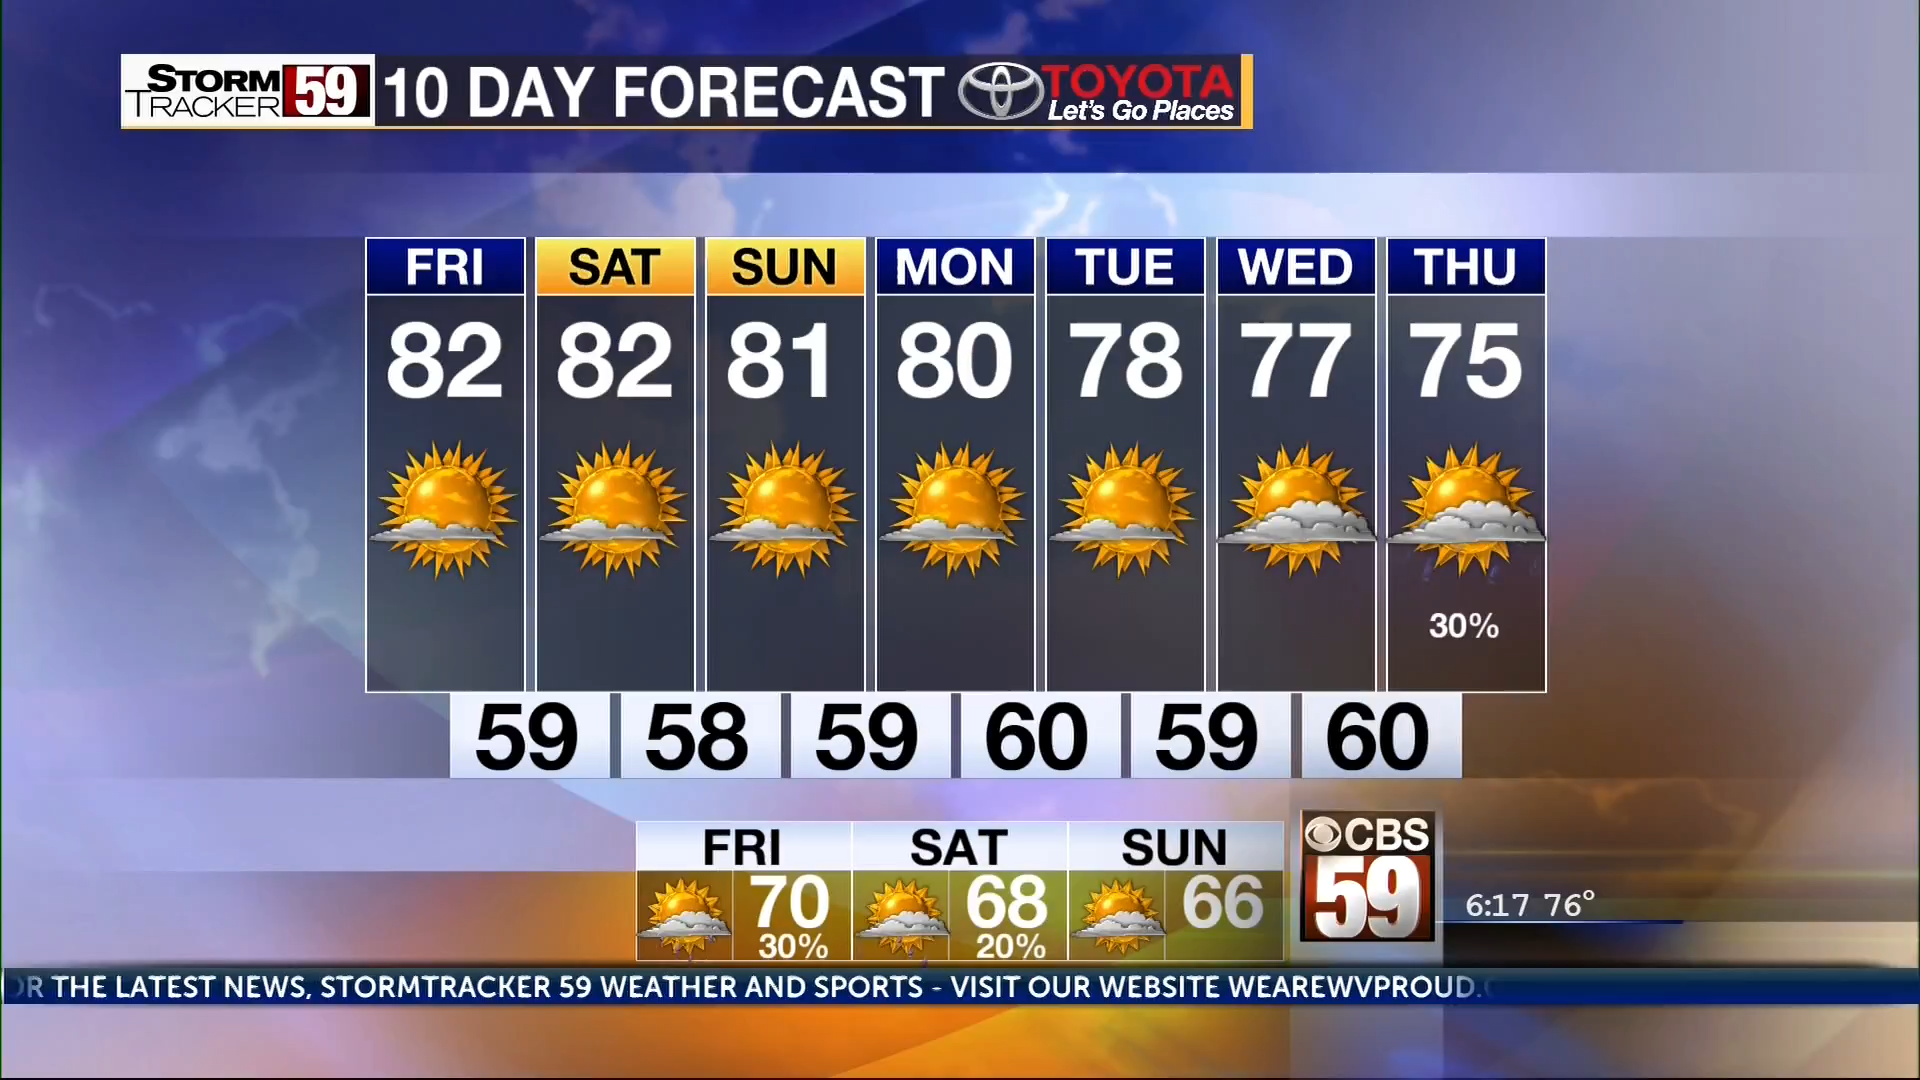 STORM
TRACKER
59
10 DAY FORECAST
TOYOTA
Let's Go Places
FRI SAT SUN MON TUE WED THU
82 82 81 80 78 77 75
30%
59 58 59 60 59 60
FRI SAT SUN
70 68 66
30% 20%
CBS
59
6:17 76°
OR THE LATEST NEWS, STORMTRACKER 59 WEATHER AND SPORTS - VISIT OUR WEBSITE WEAREWVPROUD.